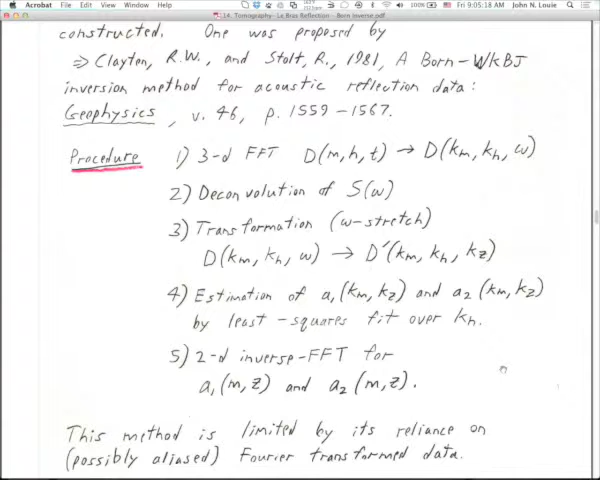 Acrobat File Edit View Window Help 100% Fri 9:05:18 AM John N. Louie
14. Tomography - Le Bras Reflection - Born Inverse.pdf
constructed. One was proposed by
⇒ Clayton, R.W., and Stolt, R., 1981, A Born-WKBJ
inversion method for acoustic reflection data:
Geophysics, v. 46, p. 1559-1567.
Procedure 1) 3-d FFT D(m,h,t) → D(km, kh, ω)
2) Deconvolution of S(ω)
3) Transformation (ω-stretch)
D(km, kh, ω) → D'(km, kh, kz)
4) Estimation of a1(km, kz) and a2(km, kz)
by least-squares fit over kh.
5) 2-d inverse-FFT for
a1(m,z) and a2(m,z).
This method is limited by its reliance on
(possibly aliased) Fourier transformed data.